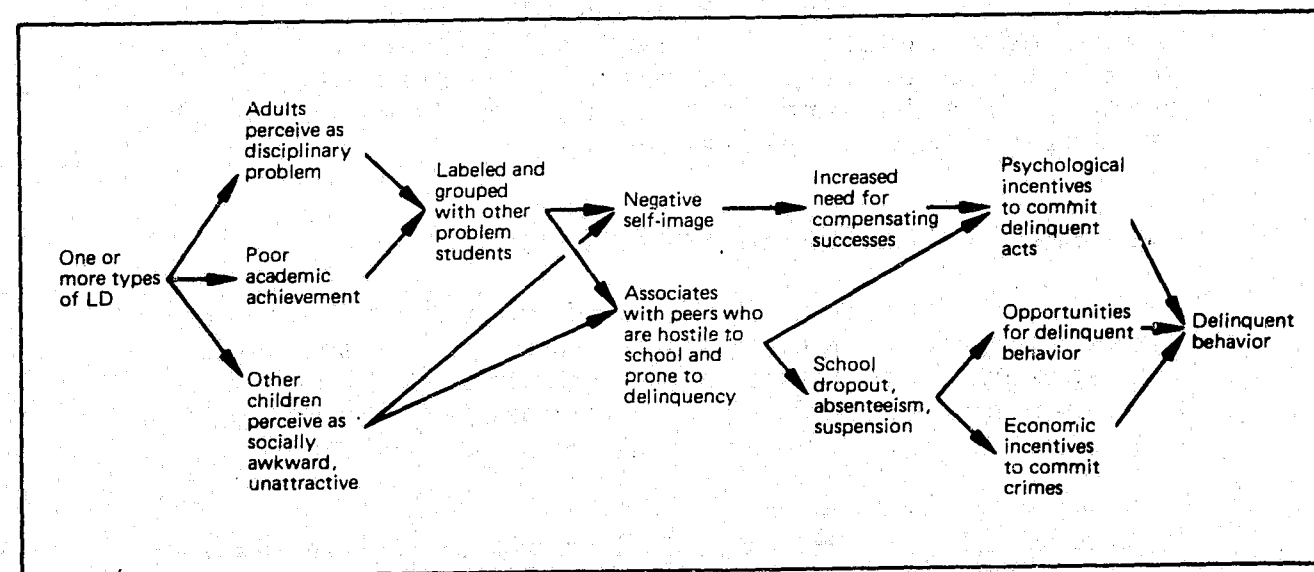 Adults
perceive as
disciplinary
problem
Labeled and
grouped
with other
problem
students
Negative
self-image
Increased
need for
compensating
successes
Psychological
incentives
to commit
delinquent
acts
One or
more types
of LD
Poor
academic
achievement
Associates
with peers who
are hostile to
school and
prone to
delinquency
Opportunities
for delinquent
behavior
Delinquent
behavior
Other
children
perceive as
socially
awkward,
unattractive
School
dropout,
absenteeism,
suspension
Economic
incentives
to commit
crimes